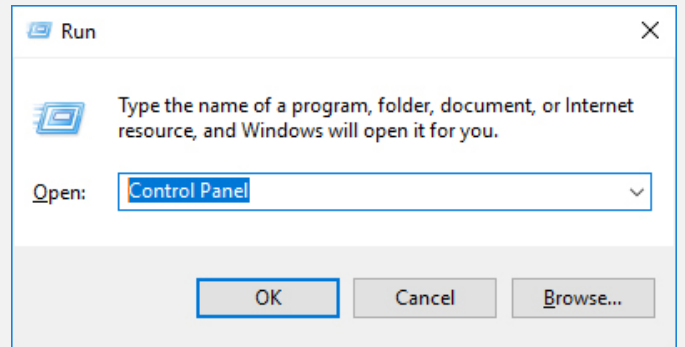 Run
Type the name of a program, folder, document, or Internet
resource, and Windows will open it for you.
Open: Control Panel
OK Cancel Browse...